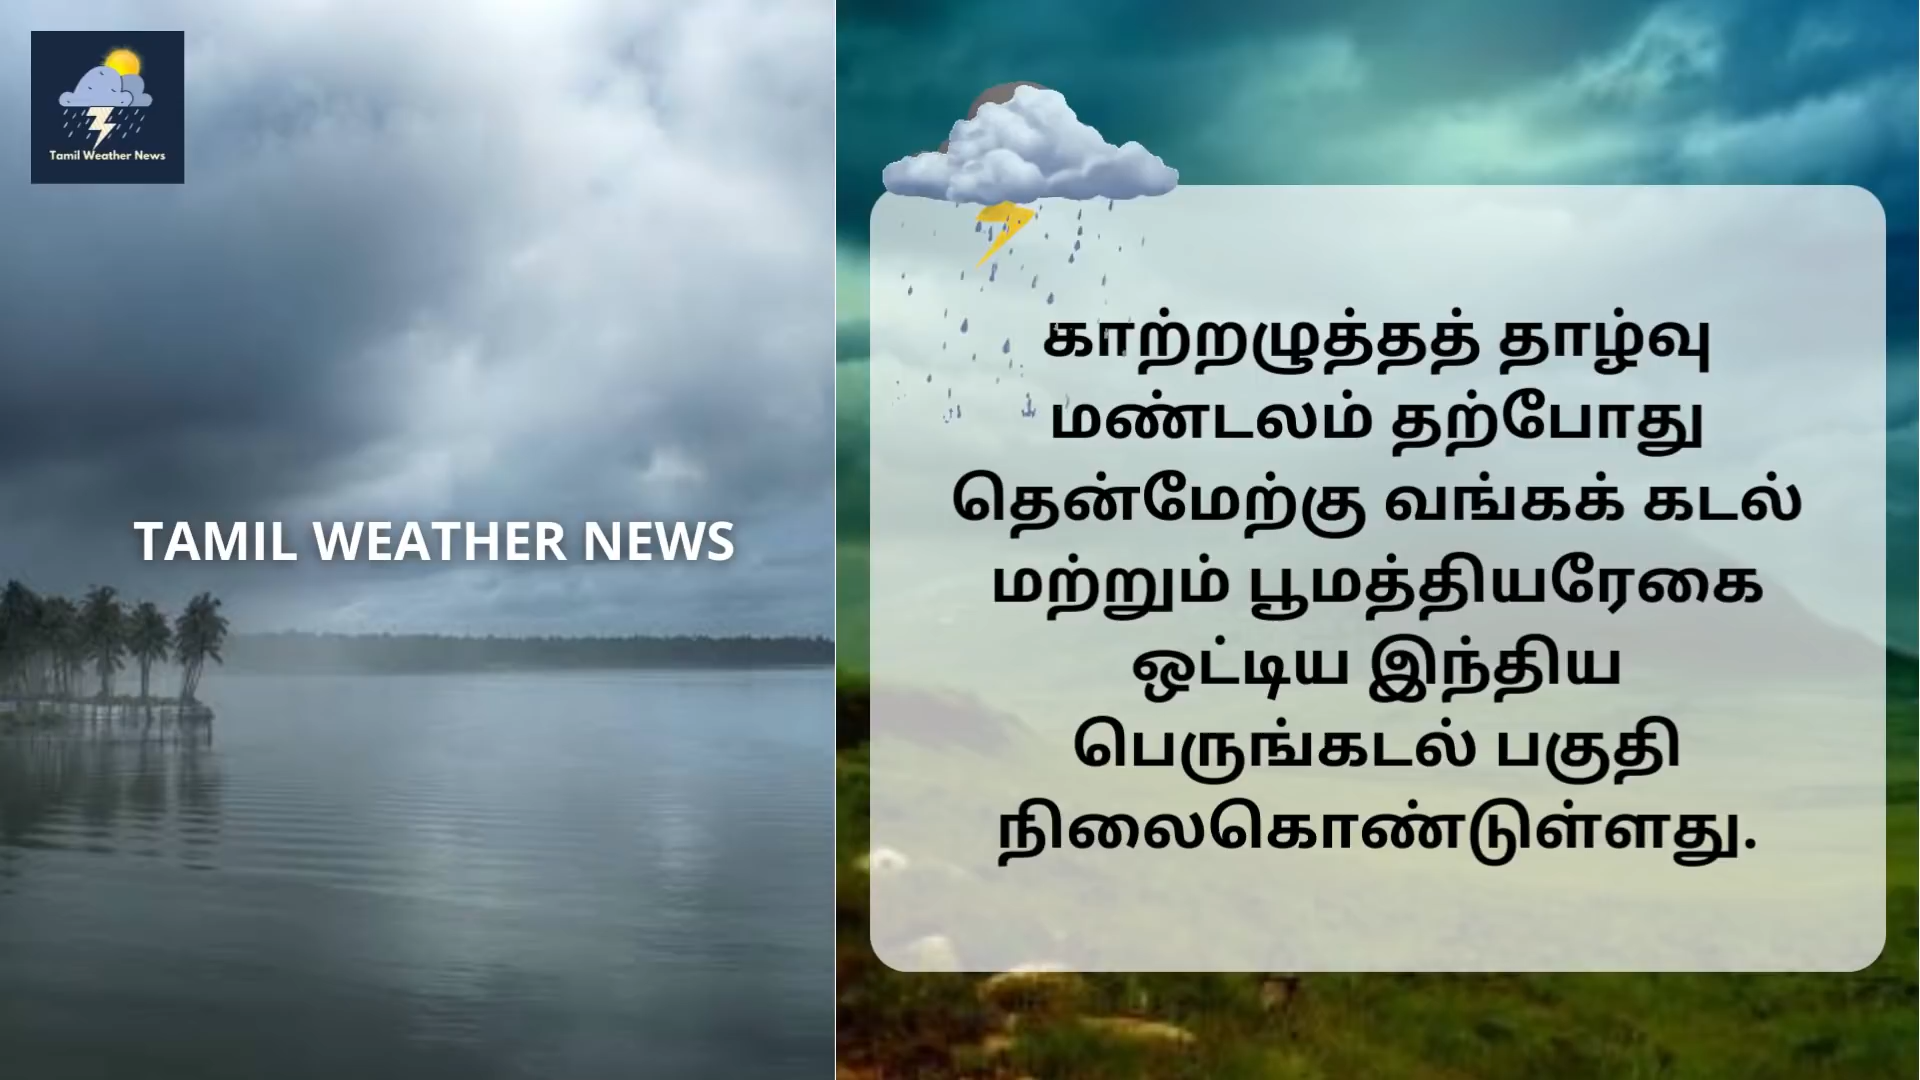 Tamil Weather News
TAMIL WEATHER NEWS
காற்றழுத்தத் தாழ்வு
மண்டலம் தற்போது
தென்மேற்கு வங்கக் கடல்
மற்றும் பூமத்தியரேகை
ஒட்டிய இந்திய
பெருங்கடல் பகுதி
நிலைகொண்டுள்ளது.